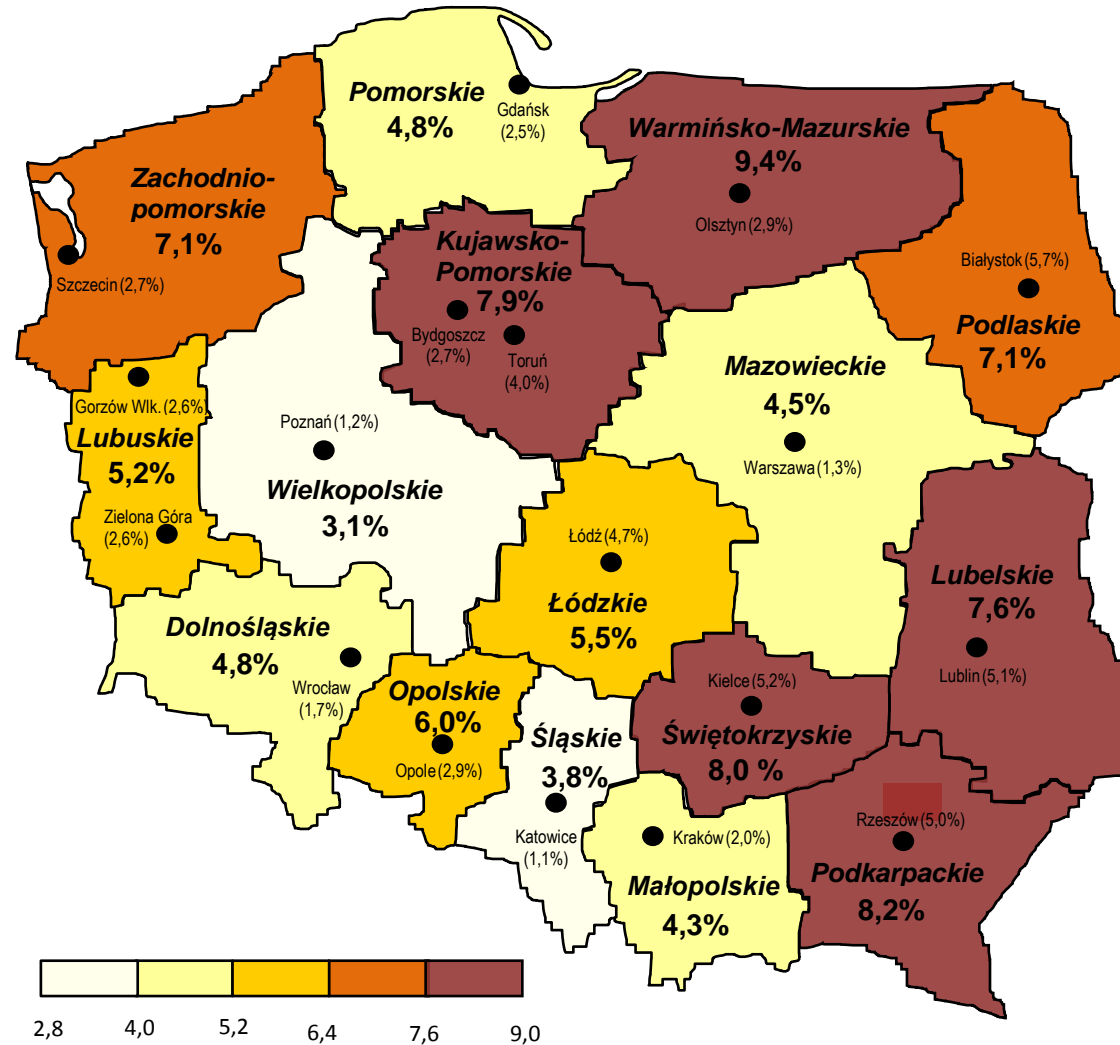 Pomorskie
4,8%
Gdańsk
(2,5%)
Warmińsko-Mazurskie
9,4%
Olsztyn (2,9%)
Zachodnio-
pomorskie
7,1%
Szczecin (2,7%)
Kujawsko-
Pomorskie
7,9%
Bydgoszcz
(2,7%)
Toruń
(4,0%)
Białystok (5,7%)
Podlaskie
7,1%
Mazowieckie
4,5%
Warszawa (1,3%)
Gorzów Wlk. (2,6%)
Lubuskie
5,2%
Zielona Góra
(2,6%)
Poznań (1,2%)
Wielkopolskie
3,1%
Łódź (4,7%)
Łódzkie
5,5%
Lubelskie
7,6%
Lublin (5,1%)
Dolnośląskie
4,8%
Wrocław
(1,7%)
Opolskie
6,0%
Opole (2,9%)
Śląskie
3,8%
Katowice
(1,1%)
Kielce (5,2%)
Świętokrzyskie
8,0 %
Kraków (2,0%)
Małopolskie
4,3%
Rzeszów (5,0%)
Podkarpackie
8,2%
2,8 4,0 5,2 6,4 7,6 9,0